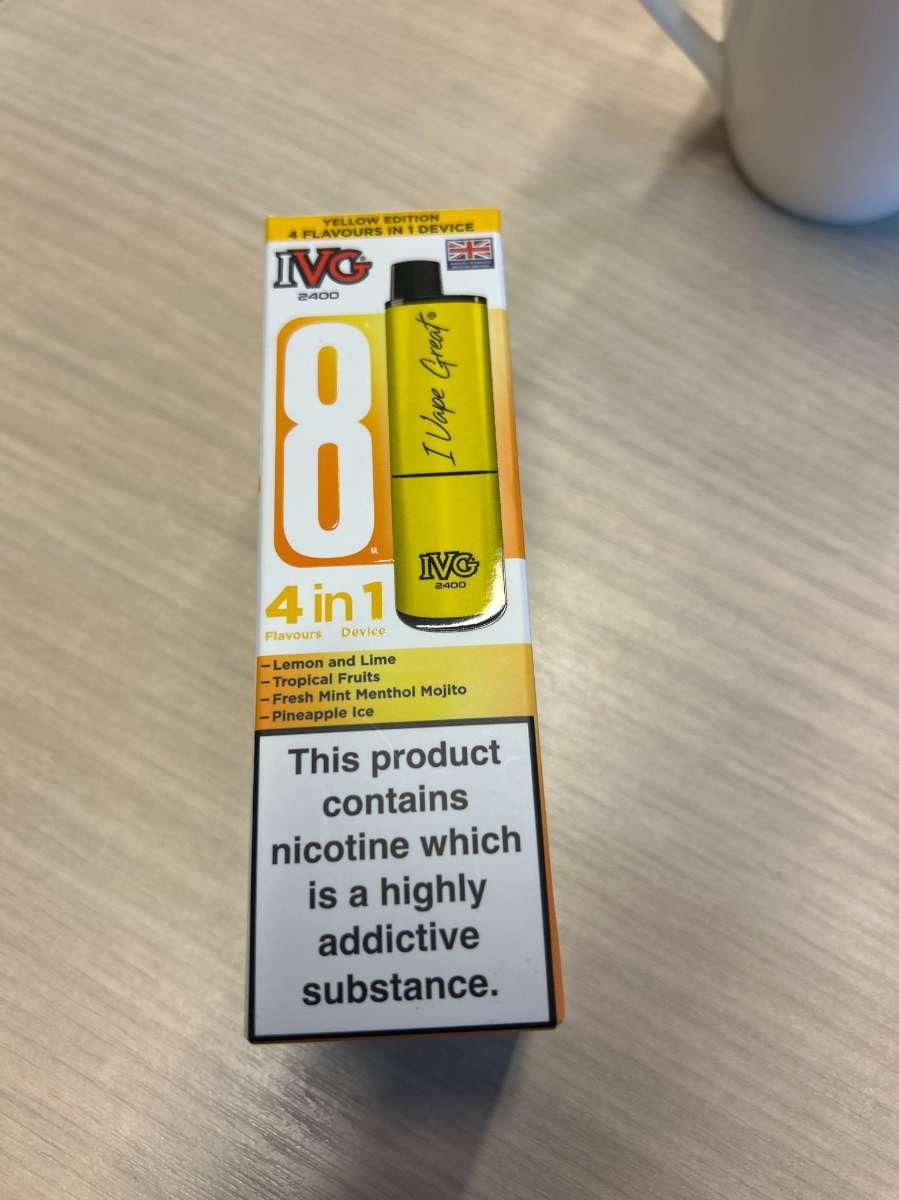 YELLOW EDITION
4 FLAVOURS IN 1 DEVICE
IVG
2400
8
I Vape Great®
IVG
2400
4 in 1
Flavours Device
– Lemon and Lime
– Tropical Fruits
– Fresh Mint Menthol Mojito
– Pineapple Ice
This product
contains
nicotine which
is a highly
addictive
substance.